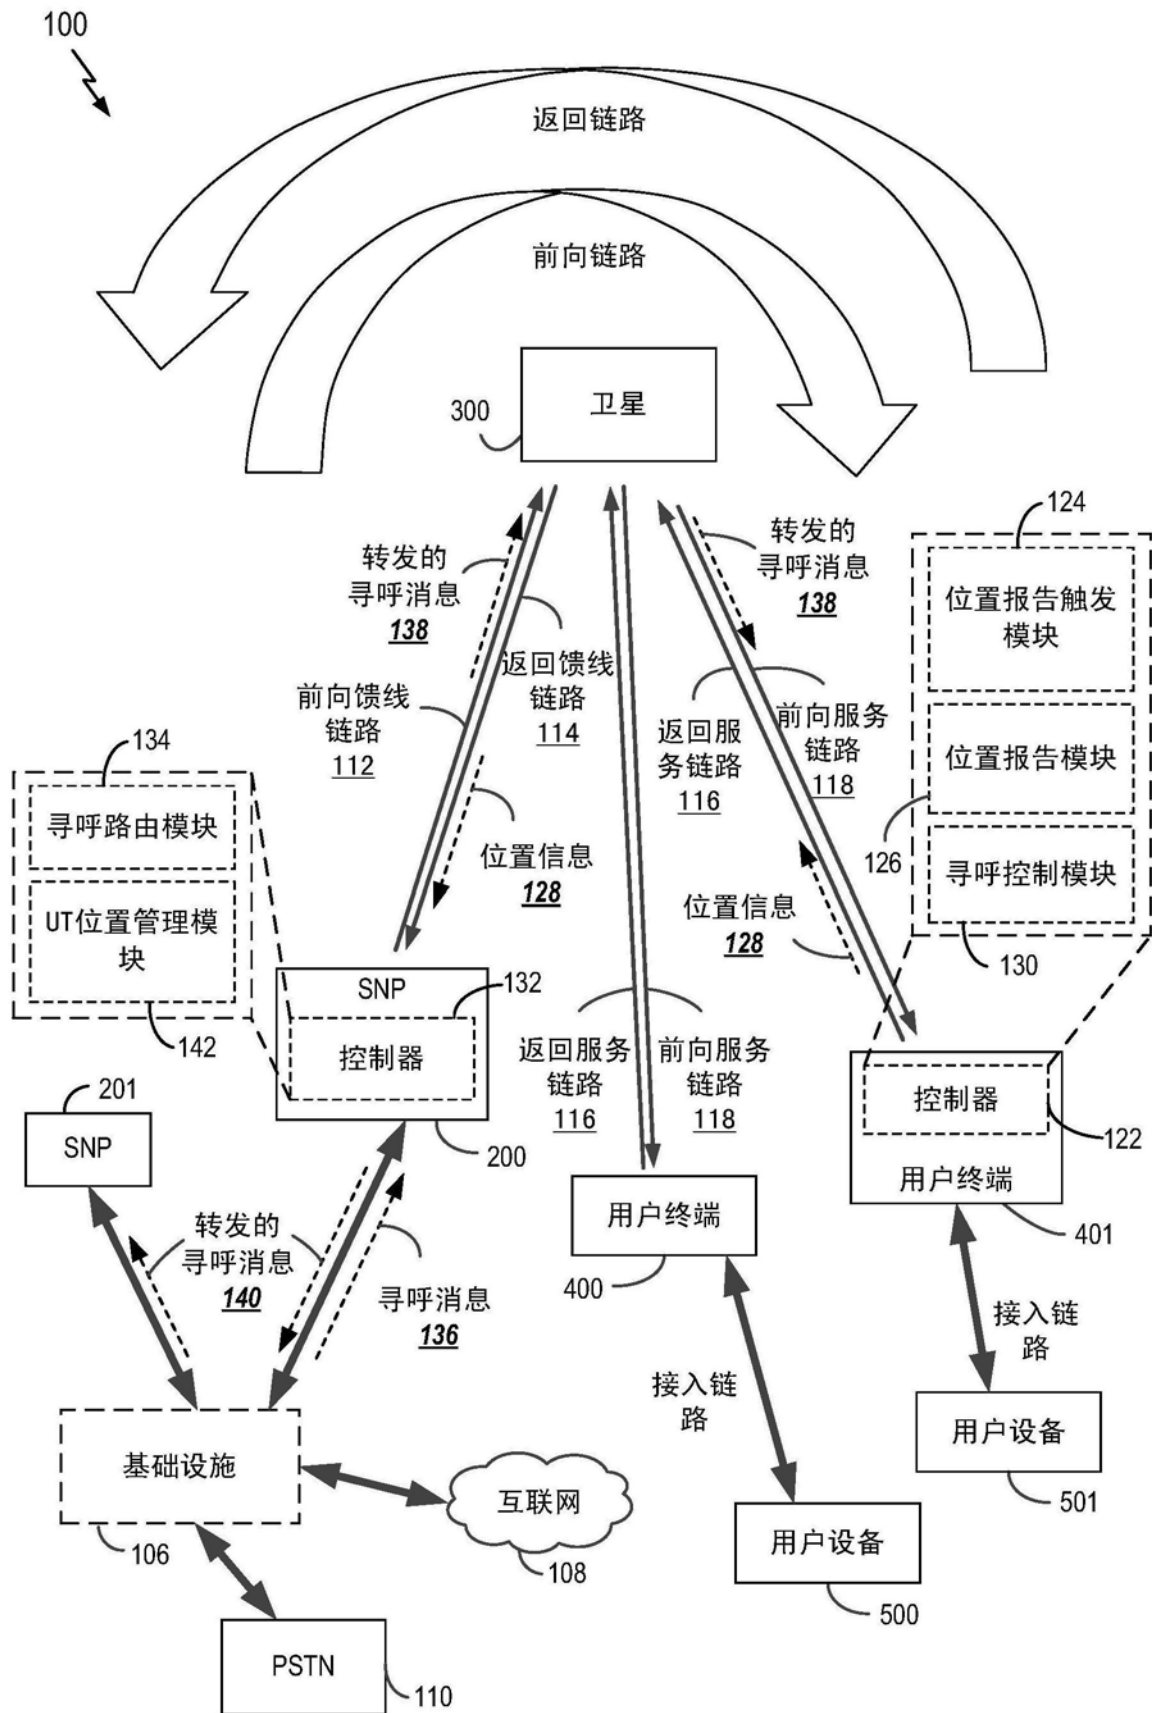 100
返回链路
前向链路
卫星
300
转发的
寻呼消息
138
转发的
寻呼消息
138
124
位置报告触发
模块
位置报告模块
126
寻呼控制模块
130
返回馈线
链路
114
前向馈线
链路
112
返回服
务链路
116
前向服务
链路
118
134
寻呼路由模块
UT位置管理模
块
142
位置信息
128
位置信息
128
SNP
132
控制器
200
返回服务
链路
116
前向服务
链路
118
控制器
122
用户终端
401
201
SNP
转发的
寻呼消息
140
寻呼消息
136
用户终端
400
接入链
路
接入链
路
基础设施
106
互联网
108
用户设备
501
用户设备
500
PSTN
110